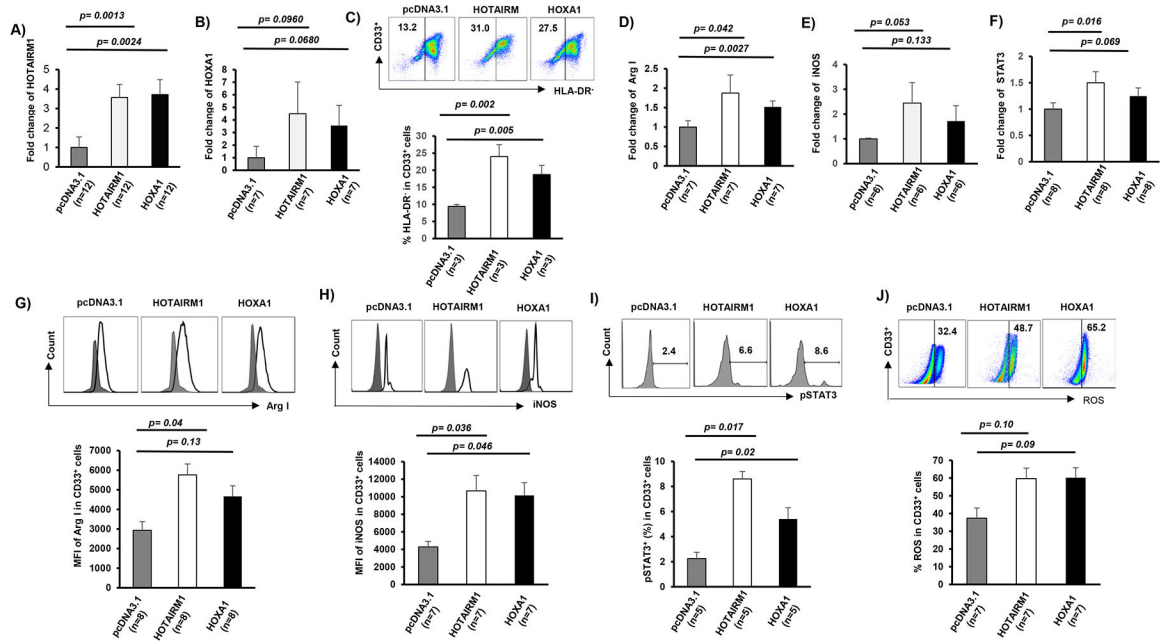 A)
p= 0.0013
p= 0.0024
Fold change of HOTAIRM1
5
4
3
2
1
0
pcDNA3.1
(n=12)
HOTAIRM1
(n=12)
HOXA1
(n=12)
B)
p= 0.0960
p= 0.0680
Fold change of HOXA1
8
7
6
5
4
3
2
1
0
pcDNA3.1
(n=7)
HOTAIRM1
(n=7)
HOXA1
(n=7)
C)
pcDNA3.1 HOTAIRM HOXA1
CD33⁺
13.2 31.0 27.5
HLA-DR⁻
p= 0.002
p= 0.005
% HLA-DR⁻ in CD33⁺ cells
30
25
20
15
10
5
0
pcDNA3.1
(n=3)
HOTAIRM1
(n=3)
HOXA1
(n=3)
D)
p= 0.042
p= 0.0027
Fold change of Arg I
2.5
2
1.5
1
0.5
0
pcDNA3.1
(n=7)
HOTAIRM1
(n=7)
HOXA1
(n=7)
E)
p= 0.053
p= 0.133
Fold change of iNOS
4
3
2
1
0
pcDNA3.1
(n=6)
HOTAIRM1
(n=6)
HOXA1
(n=6)
F)
p= 0.016
p= 0.069
Fold change of STAT3
2
1.5
1
0.5
0
pcDNA3.1
(n=8)
HOTAIRM1
(n=8)
HOXA1
(n=8)
G)
pcDNA3.1 HOTAIRM1 HOXA1
Count
Arg I
p= 0.04
p= 0.13
MFI of Arg I in CD33⁺ cells
7000
6000
5000
4000
3000
2000
1000
0
pcDNA3.1
(n=8)
HOTAIRM1
(n=8)
HOXA1
(n=8)
H)
pcDNA3.1 HOTAIRM1 HOXA1
Count
iNOS
p= 0.036
p= 0.046
MFI of iNOS in CD33⁺ cells
14000
12000
10000
8000
6000
4000
2000
0
pcDNA3.1
(n=7)
HOTAIRM1
(n=7)
HOXA1
(n=7)
I)
pcDNA3.1 HOTAIRM1 HOXA1
Count
2.4 6.6 8.6
pSTAT3
p= 0.017
p= 0.02
pSTAT3⁺ (%) in CD33⁺ cells
10
8
6
4
2
0
pcDNA3.1
(n=5)
HOTAIRM1
(n=5)
HOXA1
(n=5)
J)
pcDNA3.1 HOTAIRM1 HOXA1
CD33⁺
32.4 48.7 65.2
ROS
p= 0.10
p= 0.09
% ROS in CD33⁺ cells
70
60
50
40
30
20
10
0
pcDNA3.1
(n=7)
HOTAIRM1
(n=7)
HOXA1
(n=7)